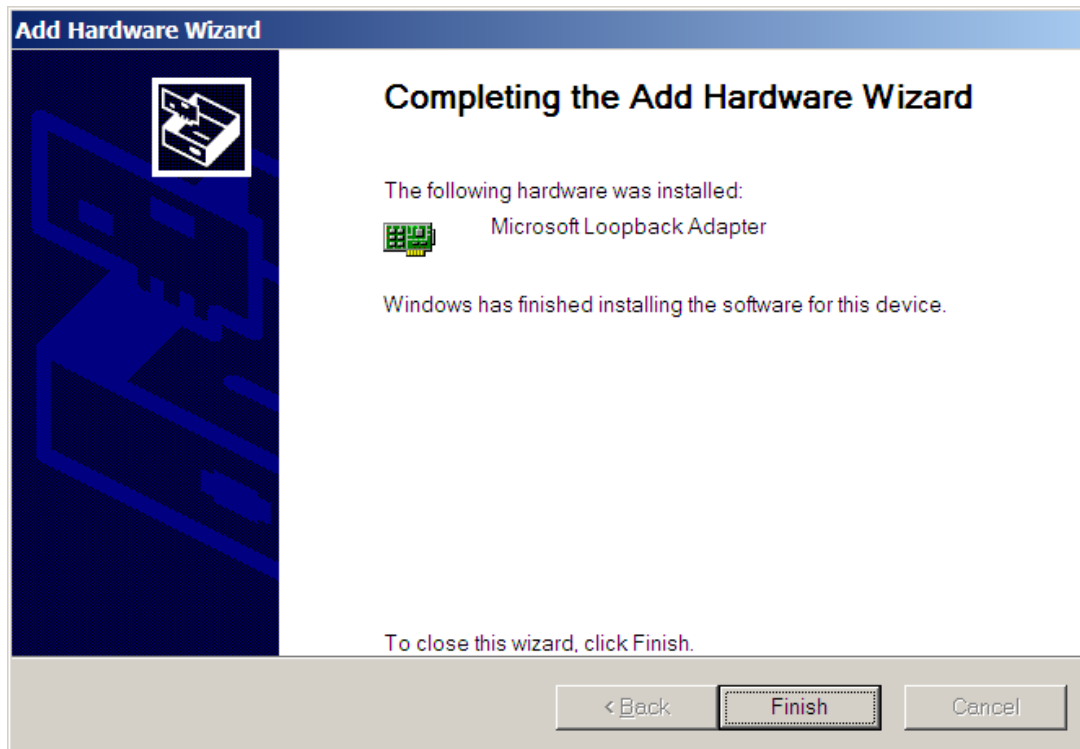 Add Hardware Wizard
Completing the Add Hardware Wizard
The following hardware was installed:
Microsoft Loopback Adapter
Windows has finished installing the software for this device.
To close this wizard, click Finish.
< Back Finish Cancel